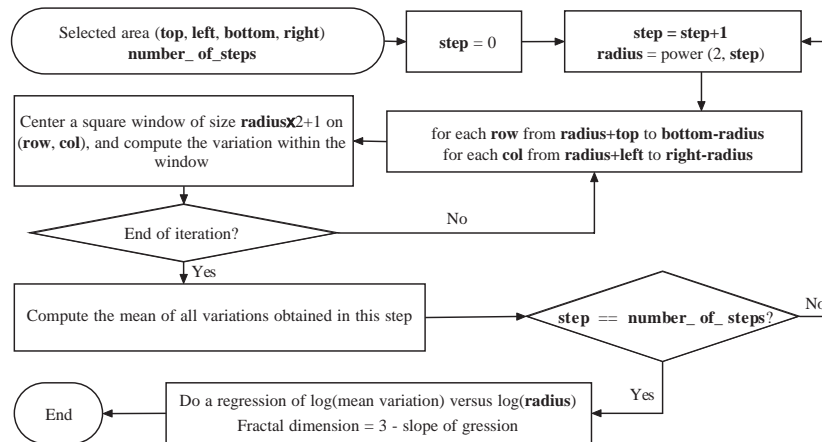 Selected area (top, left, bottom, right)
number_ of_steps
step = 0
step = step+1
radius = power (2, step)
Center a square window of size radius×2+1 on
(row, col), and compute the variation within the
window
for each row from radius+top to bottom-radius
for each col from radius+left to right-radius
End of iteration?
No
Yes
Compute the mean of all variations obtained in this step
step == number_ of_ steps?
No
Yes
Do a regression of log(mean variation) versus log(radius)
Fractal dimension = 3 - slope of gression
End